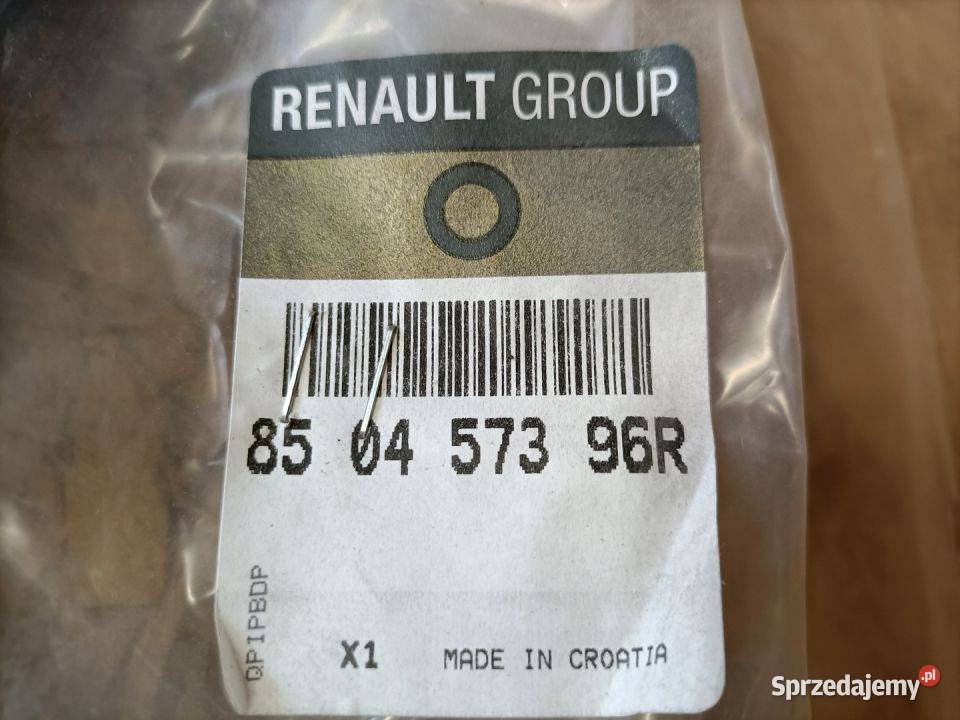 RENAULT GROUP
85 04 573 96R
QPIPBDP
X1 MADE IN CROATIA
Sprzedajemy.pl